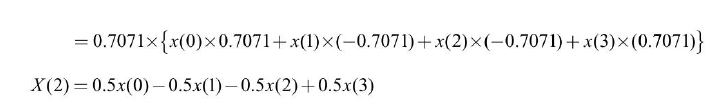 = 0.7071×{x(0)×0.7071+x(1)×(−0.7071)+x(2)×(−0.7071)+x(3)×(0.7071)}
X(2) = 0.5x(0)−0.5x(1)−0.5x(2)+0.5x(3)